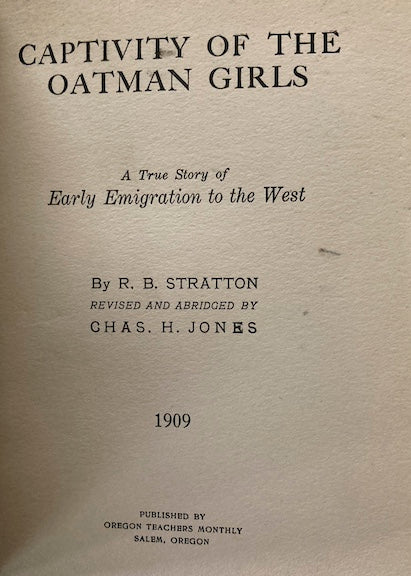 CAPTIVITY OF THE
OATMAN GIRLS
A True Story of
Early Emigration to the West
By R. B. STRATTON
REVISED AND ABRIDGED BY
CHAS. H. JONES
1909
PUBLISHED BY
OREGON TEACHERS MONTHLY
SALEM, OREGON